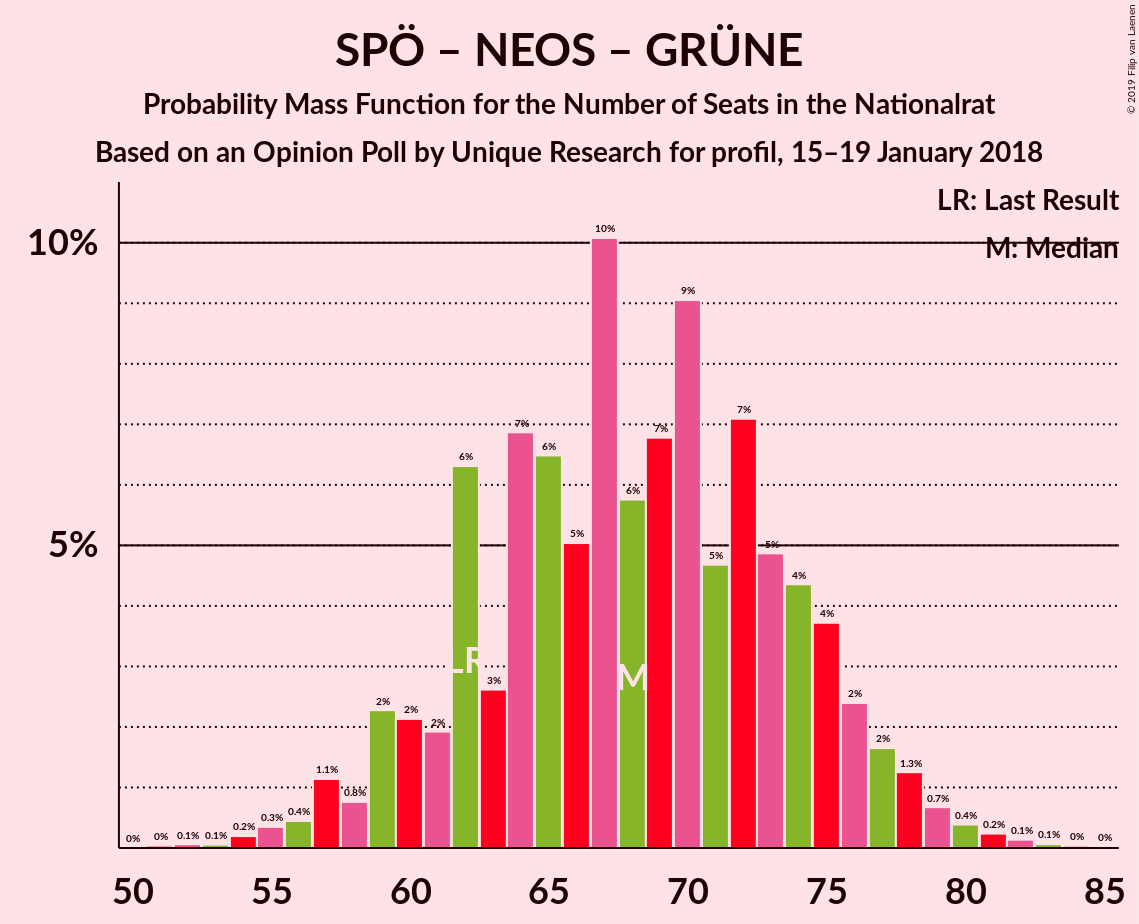 SPÖ – NEOS – GRÜNE
Probability Mass Function for the Number of Seats in the Nationalrat
Based on an Opinion Poll by Unique Research for profil, 15–19 January 2018
© 2019 Filip van Laenen
LR: Last Result
M: Median
10%
5%
0% 0% 0.1% 0.1% 0.2% 0.3% 0.4% 1.1% 0.8% 2% 2% 2% 6% 3% 7% 6% 5% 10% 6% 7% 9% 5% 7% 5% 4% 4% 2% 2% 1.3% 0.7% 0.4% 0.2% 0.1% 0.1% 0% 0%
LR M
50 55 60 65 70 75 80 85